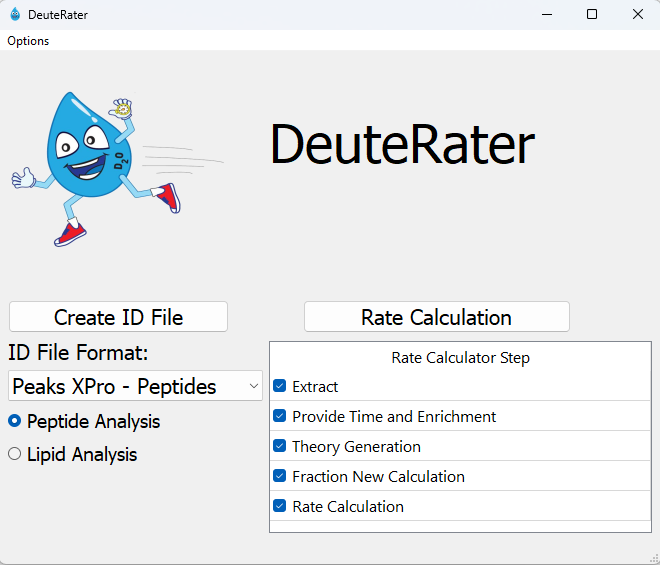 DeuteRater
Options
D₂O
DeuteRater
Create ID File
Rate Calculation
ID File Format:
Peaks XPro - Peptides
Peptide Analysis
Lipid Analysis
Rate Calculator Step
Extract
Provide Time and Enrichment
Theory Generation
Fraction New Calculation
Rate Calculation